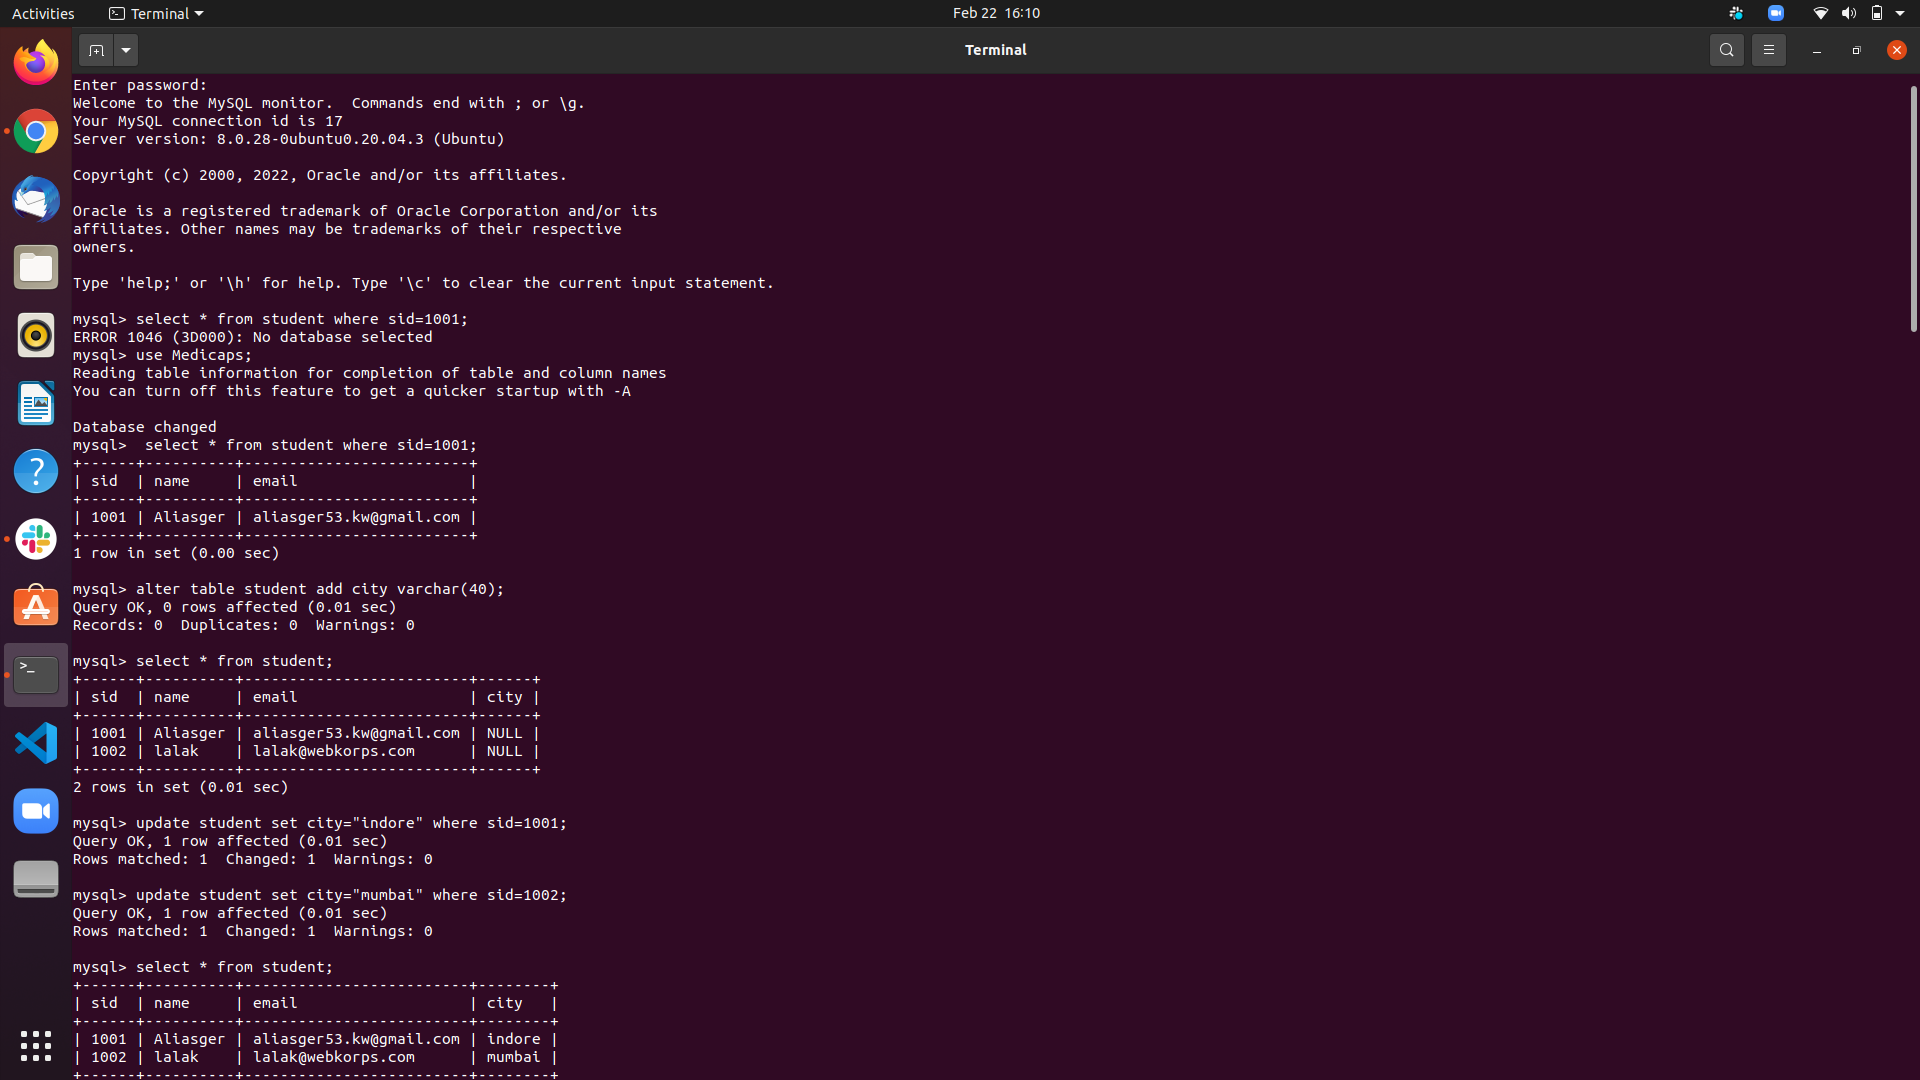 Activities
Terminal
Feb 22  16:10
Terminal
Enter password:
Welcome to the MySQL monitor.  Commands end with ; or \g.
Your MySQL connection id is 17
Server version: 8.0.28-0ubuntu0.20.04.3 (Ubuntu)

Copyright (c) 2000, 2022, Oracle and/or its affiliates.

Oracle is a registered trademark of Oracle Corporation and/or its
affiliates. Other names may be trademarks of their respective
owners.

Type 'help;' or '\h' for help. Type '\c' to clear the current input statement.

mysql> select * from student where sid=1001;
ERROR 1046 (3D000): No database selected
mysql> use Medicaps;
Reading table information for completion of table and column names
You can turn off this feature to get a quicker startup with -A

Database changed
mysql>  select * from student where sid=1001;
+------+----------+-------------------------+
| sid  | name     | email                   |
+------+----------+-------------------------+
| 1001 | Aliasger | aliasger53.kw@gmail.com |
+------+----------+-------------------------+
1 row in set (0.00 sec)

mysql> alter table student add city varchar(40);
Query OK, 0 rows affected (0.01 sec)
Records: 0  Duplicates: 0  Warnings: 0

mysql> select * from student;
+------+----------+-------------------------+------+
| sid  | name     | email                   | city |
+------+----------+-------------------------+------+
| 1001 | Aliasger | aliasger53.kw@gmail.com | NULL |
| 1002 | lalak    | lalak@webkorps.com      | NULL |
+------+----------+-------------------------+------+
2 rows in set (0.01 sec)

mysql> update student set city="indore" where sid=1001;
Query OK, 1 row affected (0.01 sec)
Rows matched: 1  Changed: 1  Warnings: 0

mysql> update student set city="mumbai" where sid=1002;
Query OK, 1 row affected (0.01 sec)
Rows matched: 1  Changed: 1  Warnings: 0

mysql> select * from student;
+------+----------+-------------------------+--------+
| sid  | name     | email                   | city   |
+------+----------+-------------------------+--------+
| 1001 | Aliasger | aliasger53.kw@gmail.com | indore |
| 1002 | lalak    | lalak@webkorps.com      | mumbai |
+------+----------+-------------------------+--------+